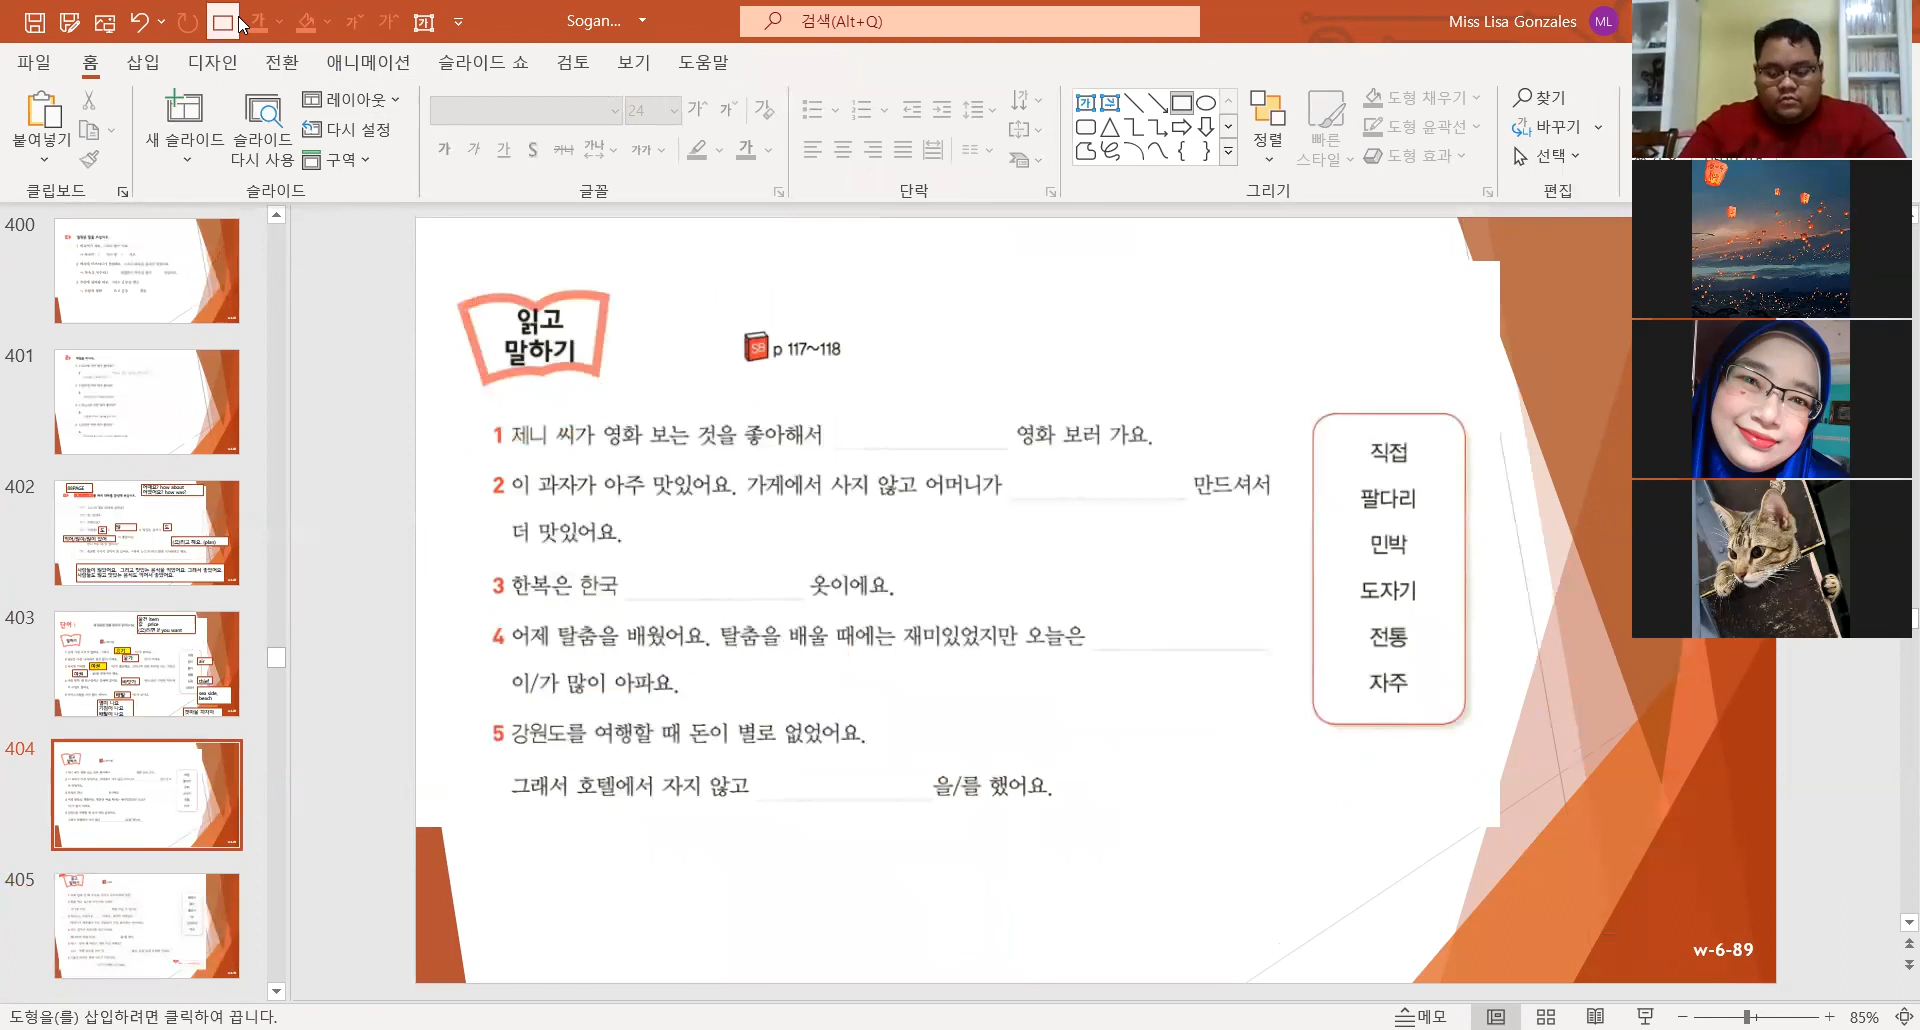 Sogan...
검색(Alt+Q)
Miss Lisa Gonzales
ML
파일 홈 삽입 디자인 전환 애니메이션 슬라이드 쇼 검토 보기 도움말
붙여넣기
새 슬라이드
슬라이드 다시 사용
레이아웃
다시 설정
구역
24
정렬
빠른 스타일
도형 채우기
도형 윤곽선
도형 효과
찾기
바꾸기
선택
클립보드 슬라이드 글꼴 단락 그리기 편집
400
401
402
403
404
405
읽고
말하기
SB p 117~118
1 제니 씨가 영화 보는 것을 좋아해서 영화 보러 가요.
2 이 과자가 아주 맛있어요. 가게에서 사지 않고 어머니가 만드셔서
더 맛있어요.
3 한복은 한국 옷이에요.
4 어제 탈춤을 배웠어요. 탈춤을 배울 때에는 재미있었지만 오늘은
이/가 많이 아파요.
5 강원도를 여행할 때 돈이 별로 없었어요.
그래서 호텔에서 자지 않고 을/를 했어요.
직접
팔다리
민박
도자기
전통
자주
w-6-89
도형을(를) 삽입하려면 클릭하여 끕니다.
메모
85%